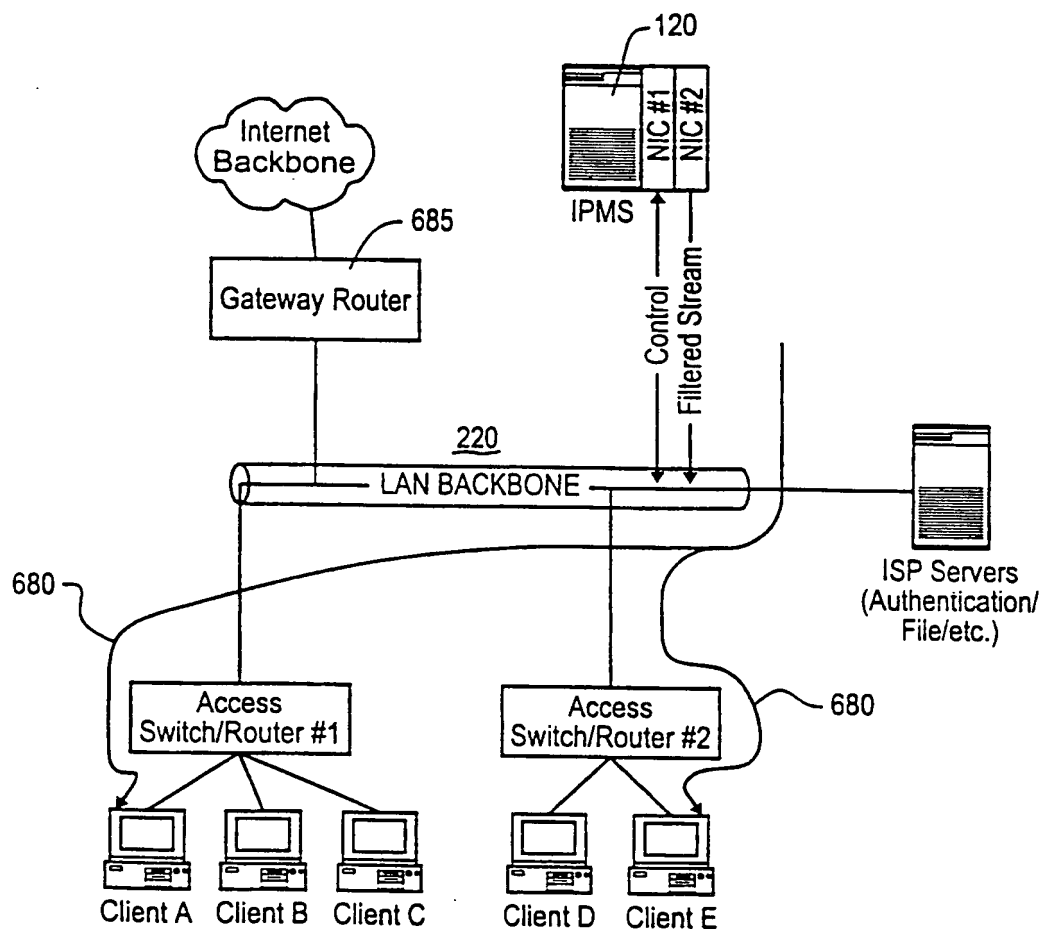 120
NIC #1
NIC #2
IPMS
Internet
Backbone
685
Gateway Router
Control
Filtered Stream
220
LAN BACKBONE
ISP Servers
(Authentication/
File/etc.)
680
Access
Switch/Router #1
Access
Switch/Router #2
680
Client A
Client B
Client C
Client D
Client E